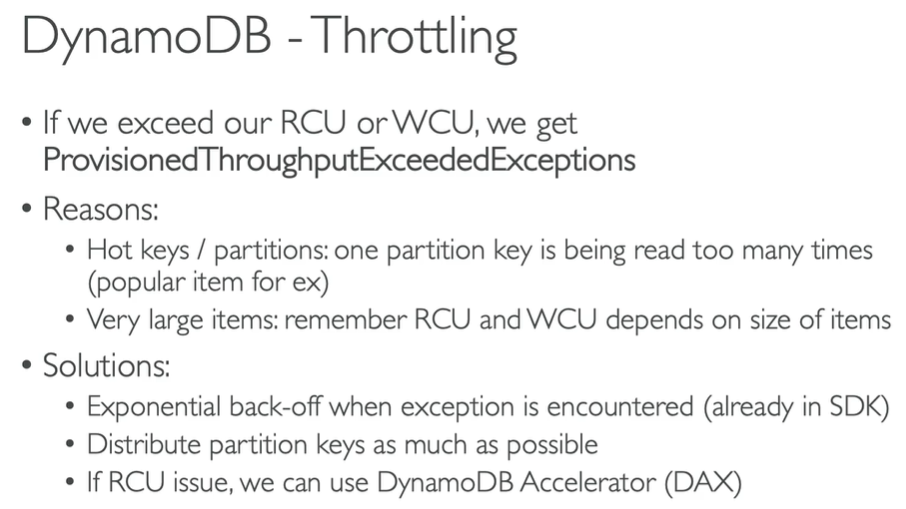 DynamoDB - Throttling
• If we exceed our RCU or WCU, we get
ProvisionedThroughputExceededExceptions
• Reasons:
• Hot keys / partitions: one partition key is being read too many times
(popular item for ex)
• Very large items: remember RCU and WCU depends on size of items
• Solutions:
• Exponential back-off when exception is encountered (already in SDK)
• Distribute partition keys as much as possible
• If RCU issue, we can use DynamoDB Accelerator (DAX)